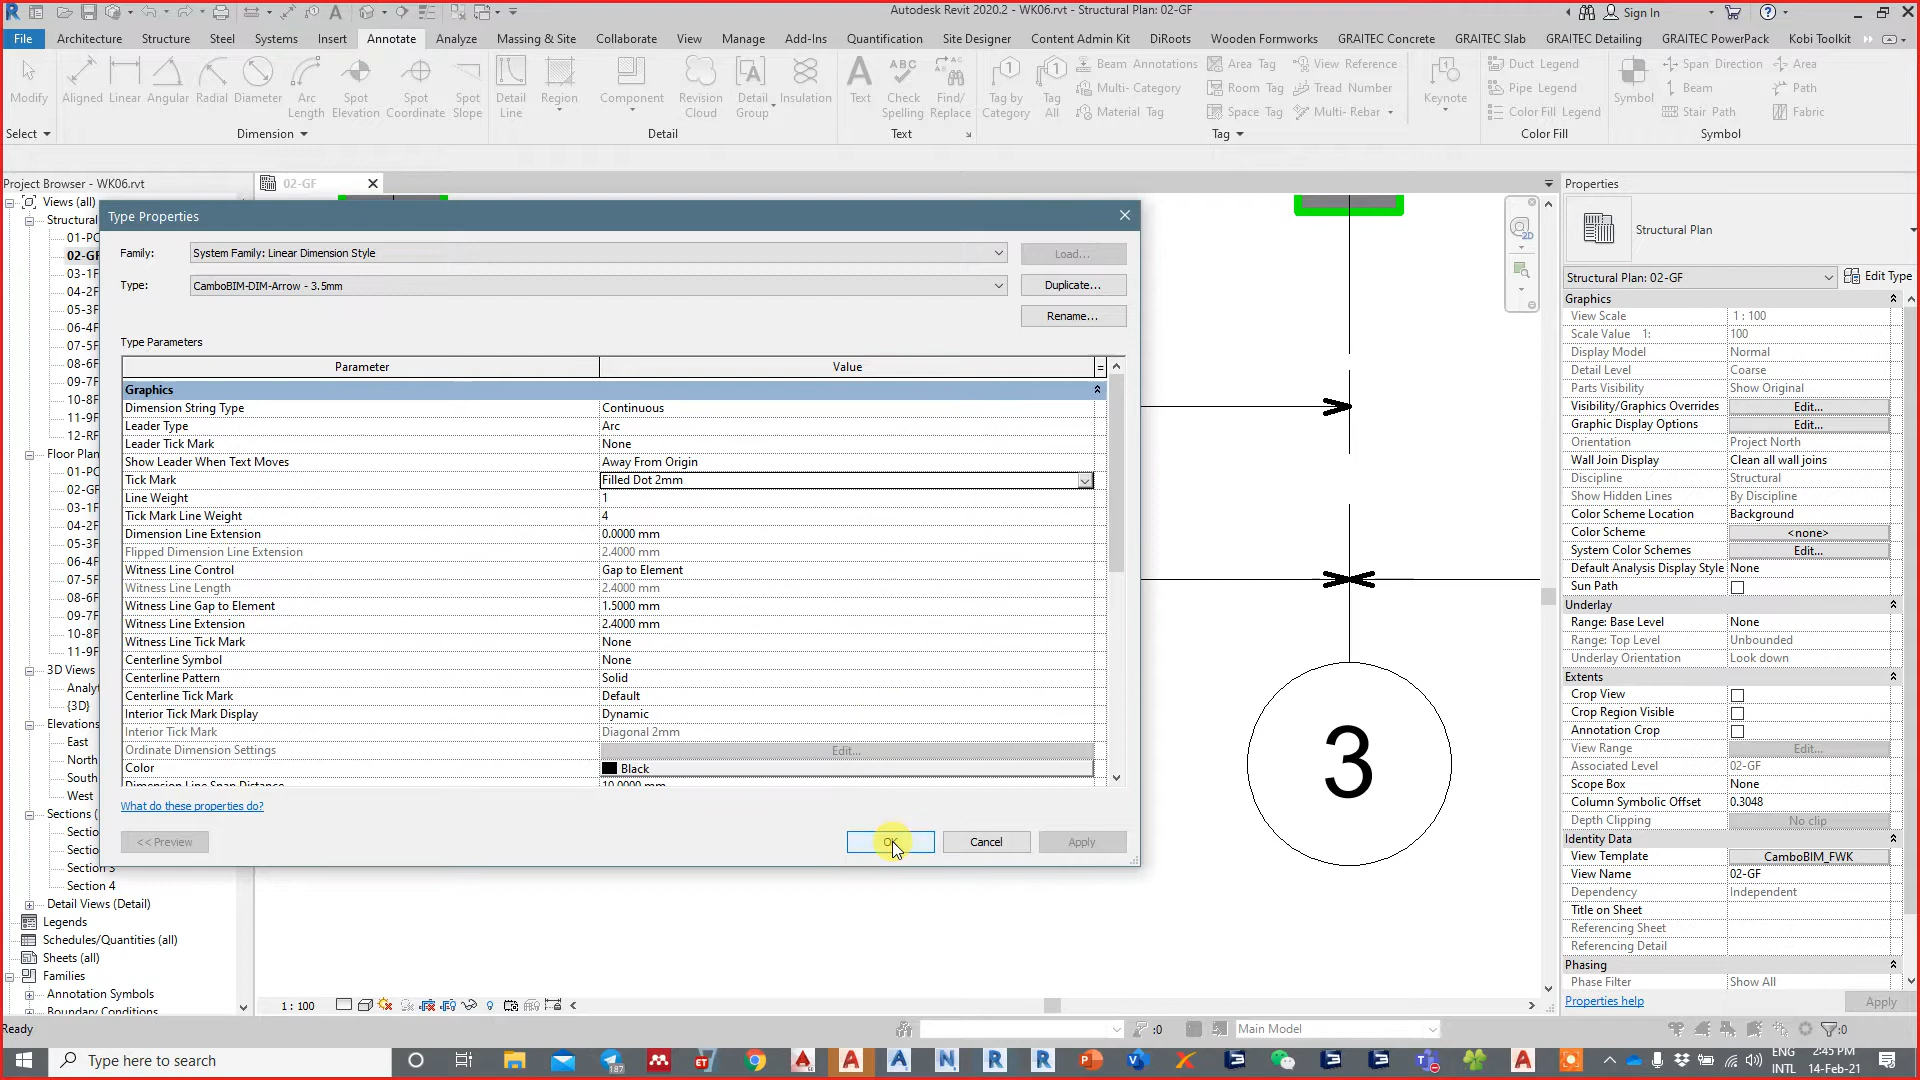 Autodesk Revit 2020.2 - WK06.rvt - Structural Plan: 02-GF
Sign In
File Architecture Structure Steel Systems Insert Annotate Analyze Massing & Site Collaborate View Manage Add-Ins Quantification Site Designer Content Admin Kit DiRoots Wooden Formworks GRAITEC Concrete GRAITEC Slab GRAITEC Detailing GRAITEC PowerPack Kobi Toolkit
Modify Aligned Linear Angular Radial Diameter Arc Length Spot Elevation Spot Coordinate Spot Slope Detail Line Region Component Revision Cloud Detail Group Insulation Text Check Spelling Find/ Replace Tag by Category Tag All Beam Annotations Area Tag View Reference Keynote Duct Legend Symbol Span Direction Area
Multi- Category Room Tag Tread Number Pipe Legend Beam Path
Material Tag Space Tag Multi- Rebar Color Fill Legend Stair Path Fabric
Select Dimension Detail Text Tag Color Fill Symbol
Project Browser - WK06.rvt
02-GF
Properties
Views (all)
Structural
01-PC
02-GF
03-1F
04-2F
05-3F
06-4F
07-5F
08-6F
09-7F
10-8F
11-9F
12-RF
Floor Plan
01-PC
02-GF
03-1F
04-2F
05-3F
06-4F
07-5F
08-6F
09-7F
10-8F
11-9F
3D Views
Analy
{3D}
Elevations
East
North
South
West
Sections (
Sectio
Sectio
Section 3
Section 4
Detail Views (Detail)
Legends
Schedules/Quantities (all)
Sheets (all)
Families
Annotation Symbols
Boundary Conditions
Type Properties
Family: System Family: Linear Dimension Style Load...
Type: CamboBIM-DIM-Arrow - 3.5mm Duplicate...
Rename...
Type Parameters
Parameter Value =
Graphics
Dimension String Type Continuous
Leader Type Arc
Leader Tick Mark None
Show Leader When Text Moves Away From Origin
Tick Mark Filled Dot 2mm
Line Weight 1
Tick Mark Line Weight 4
Dimension Line Extension 0.0000 mm
Flipped Dimension Line Extension 2.4000 mm
Witness Line Control Gap to Element
Witness Line Length 2.4000 mm
Witness Line Gap to Element 1.5000 mm
Witness Line Extension 2.4000 mm
Witness Line Tick Mark None
Centerline Symbol None
Centerline Pattern Solid
Centerline Tick Mark Default
Interior Tick Mark Display Dynamic
Interior Tick Mark Diagonal 2mm
Ordinate Dimension Settings Edit...
Color Black
Dimension Line Snap Distance 10.0000 mm
What do these properties do?
<< Preview OK Cancel Apply
2D
3
Structural Plan
Structural Plan: 02-GF Edit Type
Graphics
View Scale 1 : 100
Scale Value 1: 100
Display Model Normal
Detail Level Coarse
Parts Visibility Show Original
Visibility/Graphics Overrides Edit...
Graphic Display Options Edit...
Orientation Project North
Wall Join Display Clean all wall joins
Discipline Structural
Show Hidden Lines By Discipline
Color Scheme Location Background
Color Scheme <none>
System Color Schemes Edit...
Default Analysis Display Style None
Sun Path
Underlay
Range: Base Level None
Range: Top Level Unbounded
Underlay Orientation Look down
Extents
Crop View
Crop Region Visible
Annotation Crop
View Range Edit...
Associated Level 02-GF
Scope Box None
Column Symbolic Offset 0.3048
Depth Clipping No clip
Identity Data
View Template CamboBIM_FWK
View Name 02-GF
Dependency Independent
Title on Sheet
Referencing Sheet
Referencing Detail
Phasing
Phase Filter Show All
Properties help Apply
1 : 100
Ready :0 Main Model :0
Type here to search 187 ENG INTL 2:45 PM 14-Feb-21